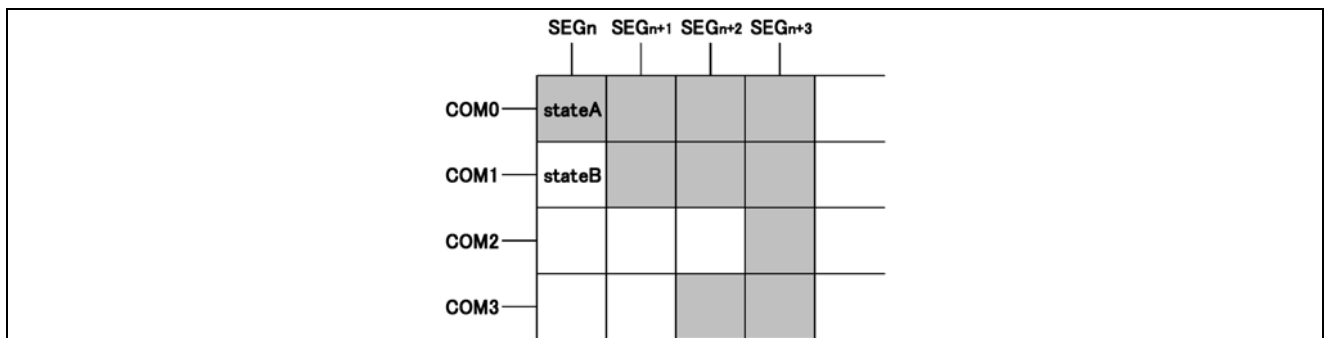 SEGn SEGn+1 SEGn+2 SEGn+3
COM0 stateA
COM1 stateB
COM2
COM3